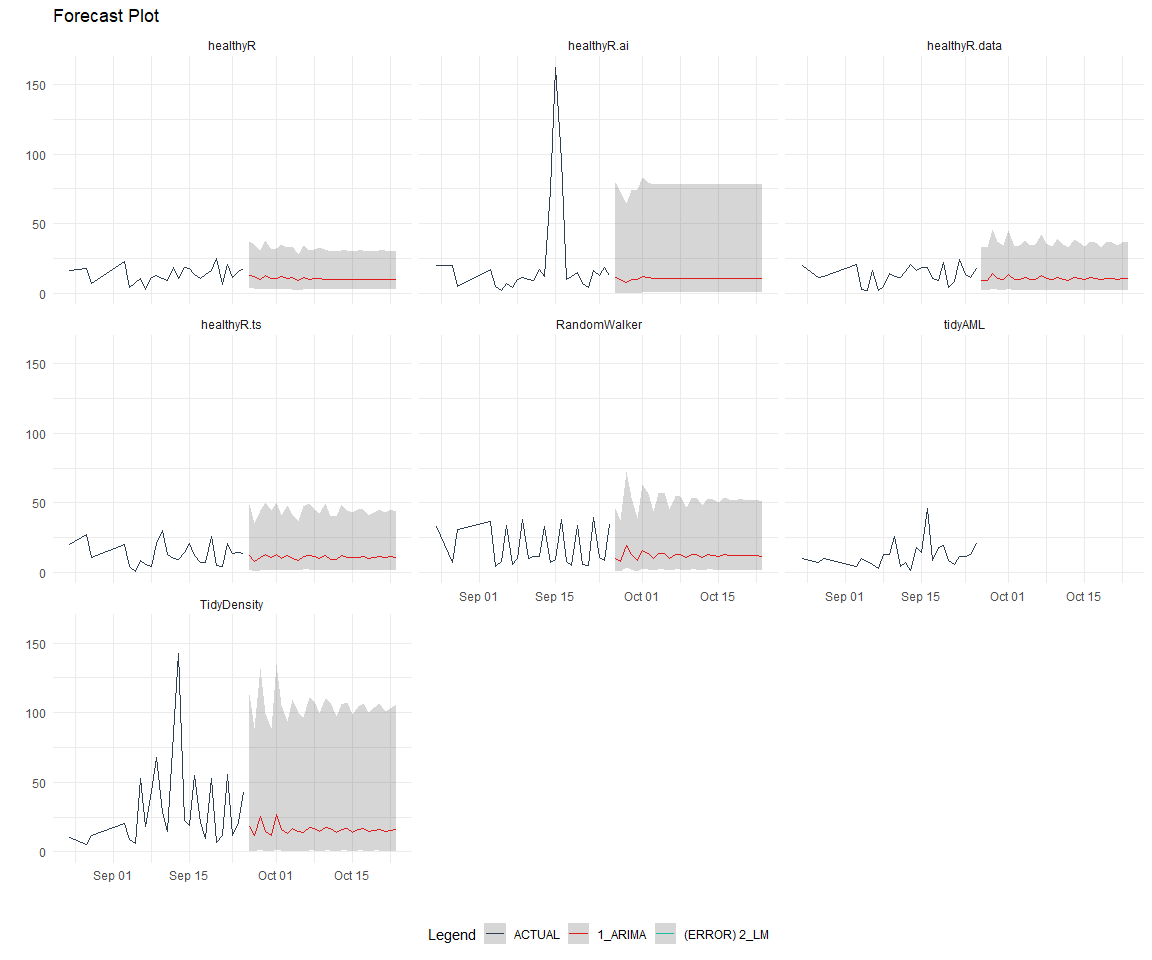 Forecast Plot
healthyR
healthyR.ai
healthyR.data
150
100
50
0
healthyR.ts
RandomWalker
tidyAML
150
100
50
0
Sep 01 Sep 15 Oct 01 Oct 15
Sep 01 Sep 15 Oct 01 Oct 15
TidyDensity
150
100
50
0
Sep 01 Sep 15 Oct 01 Oct 15
Legend ACTUAL 1_ARIMA (ERROR) 2_LM